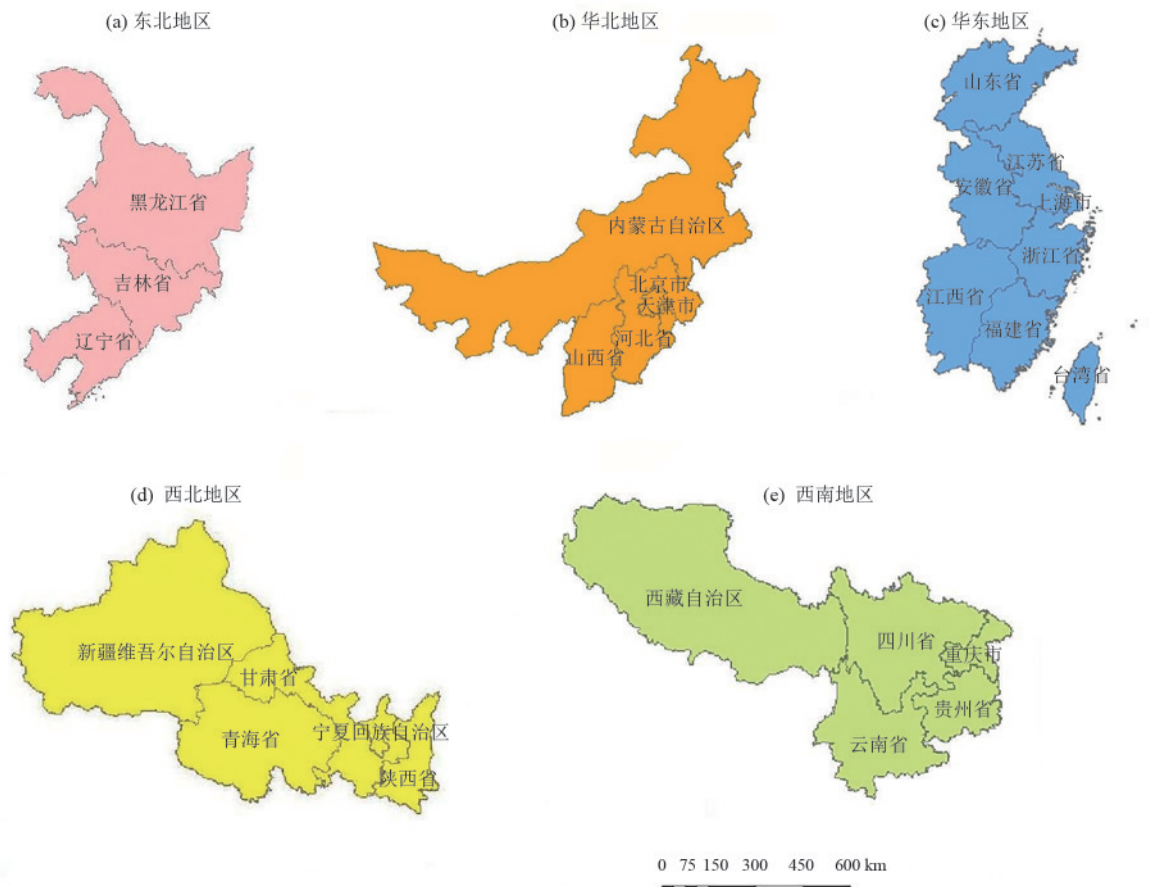 (a) 东北地区
(b) 华北地区
(c) 华东地区
黑龙江省
吉林省
辽宁省
内蒙古自治区
北京市
天津市
河北省
山西省
山东省
江苏省
安徽省
上海市
浙江省
江西省
福建省
台湾省
(d) 西北地区
(e) 西南地区
新疆维吾尔自治区
甘肃省
青海省
宁夏回族自治区
陕西省
西藏自治区
四川省
重庆市
贵州省
云南省
0 75 150 300 450 600 km